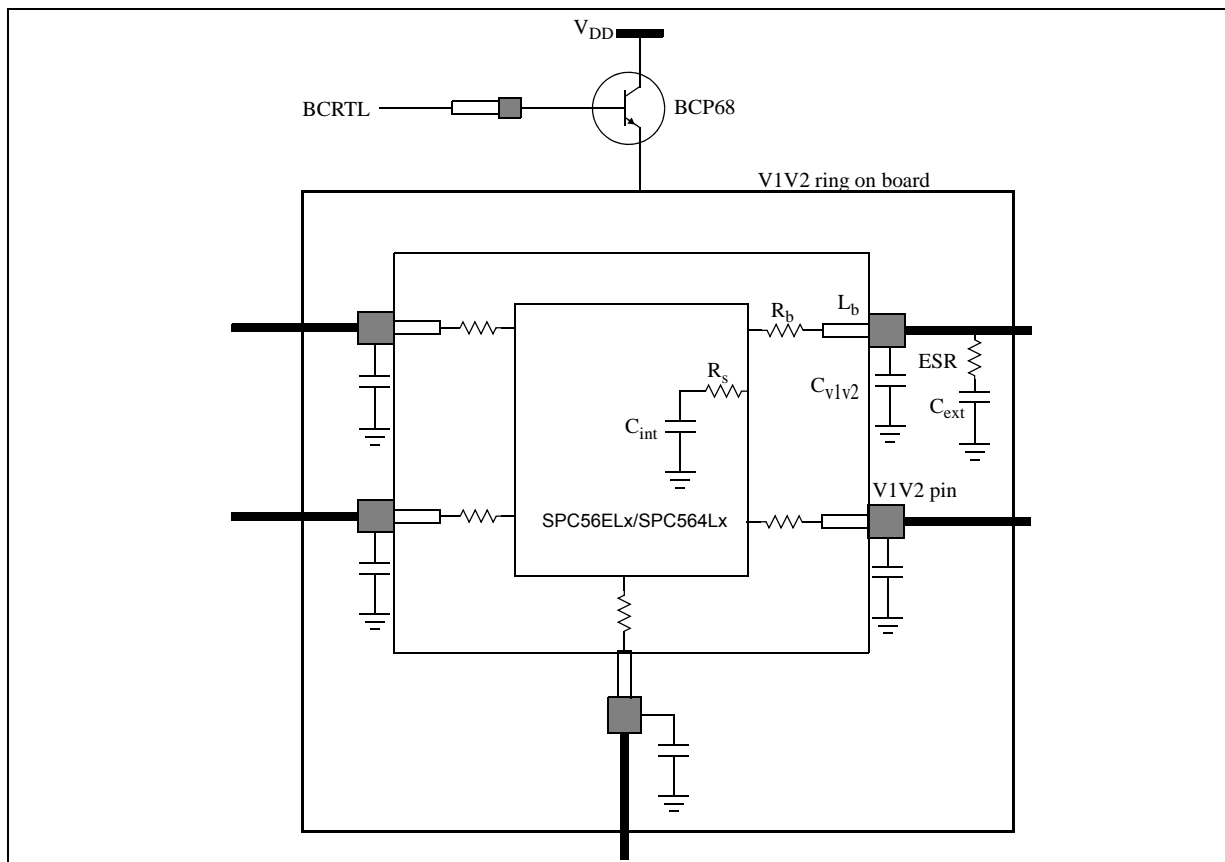 VDD
BCRTL
BCP68
V1V2 ring on board
Rb
Lb
Rs
ESR
Cv1v2
Cext
Cint
V1V2 pin
SPC56ELx/SPC564Lx